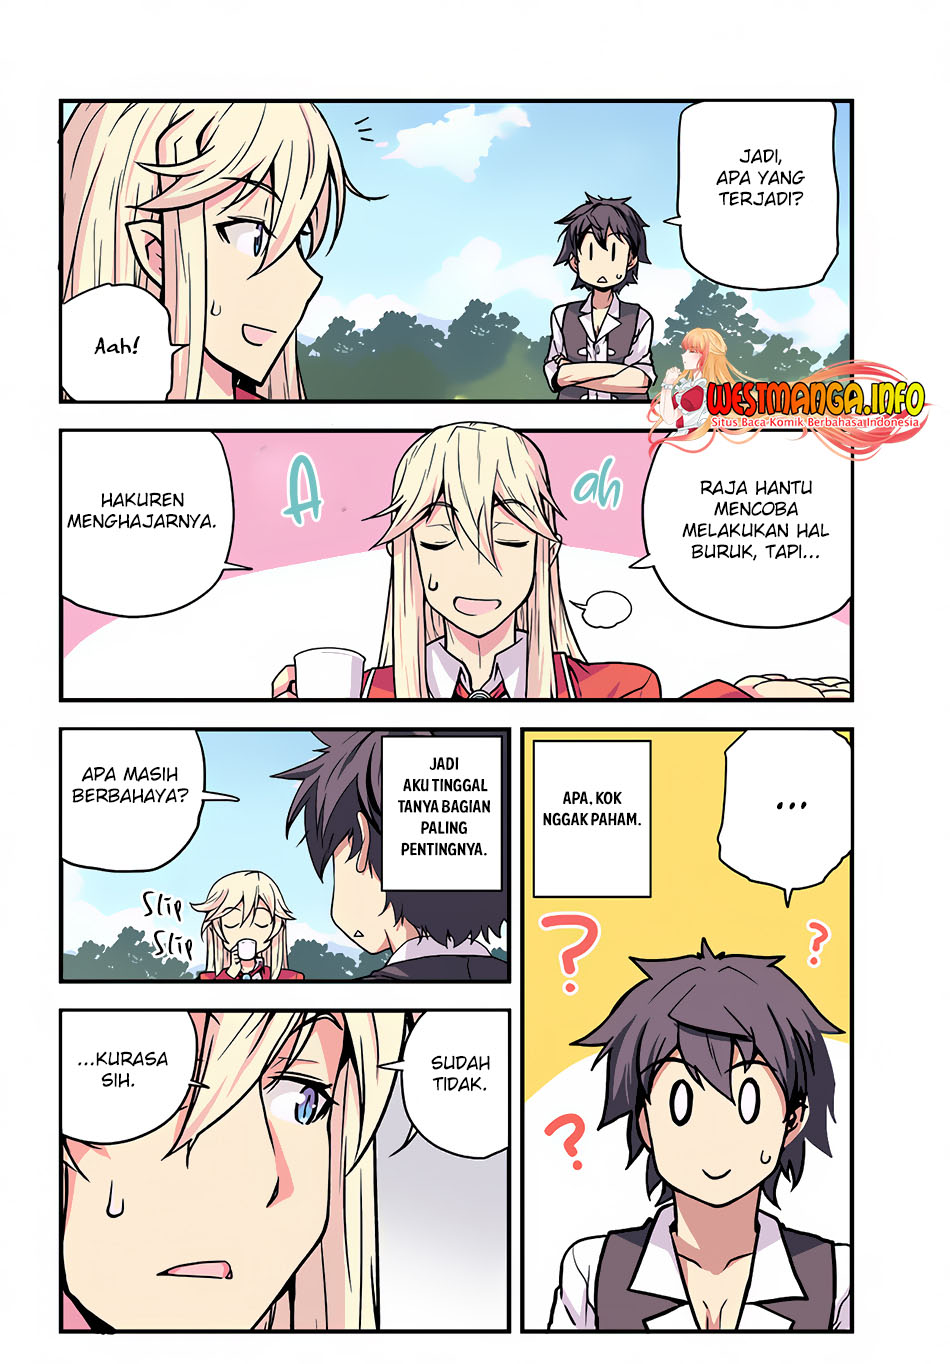 JADI,
APA YANG
TERJADI?
Aah!
WESTMANGA.INFO
Situs Baca Komik Berbahasa Indonesia
RAJA HANTU
MENCOBA
MELAKUKAN HAL
BURUK, TAPI...
A
ah
HAKUREN
MENGHAJARNYA.
...
APA, KOK
NGGAK PAHAM.
?
?
?
JADI
AKU TINGGAL
TANYA BAGIAN
PALING
PENTINGNYA.
APA MASIH
BERBAHAYA?
Slip
Slip
SUDAH
TIDAK.
...KURASA
SIH.